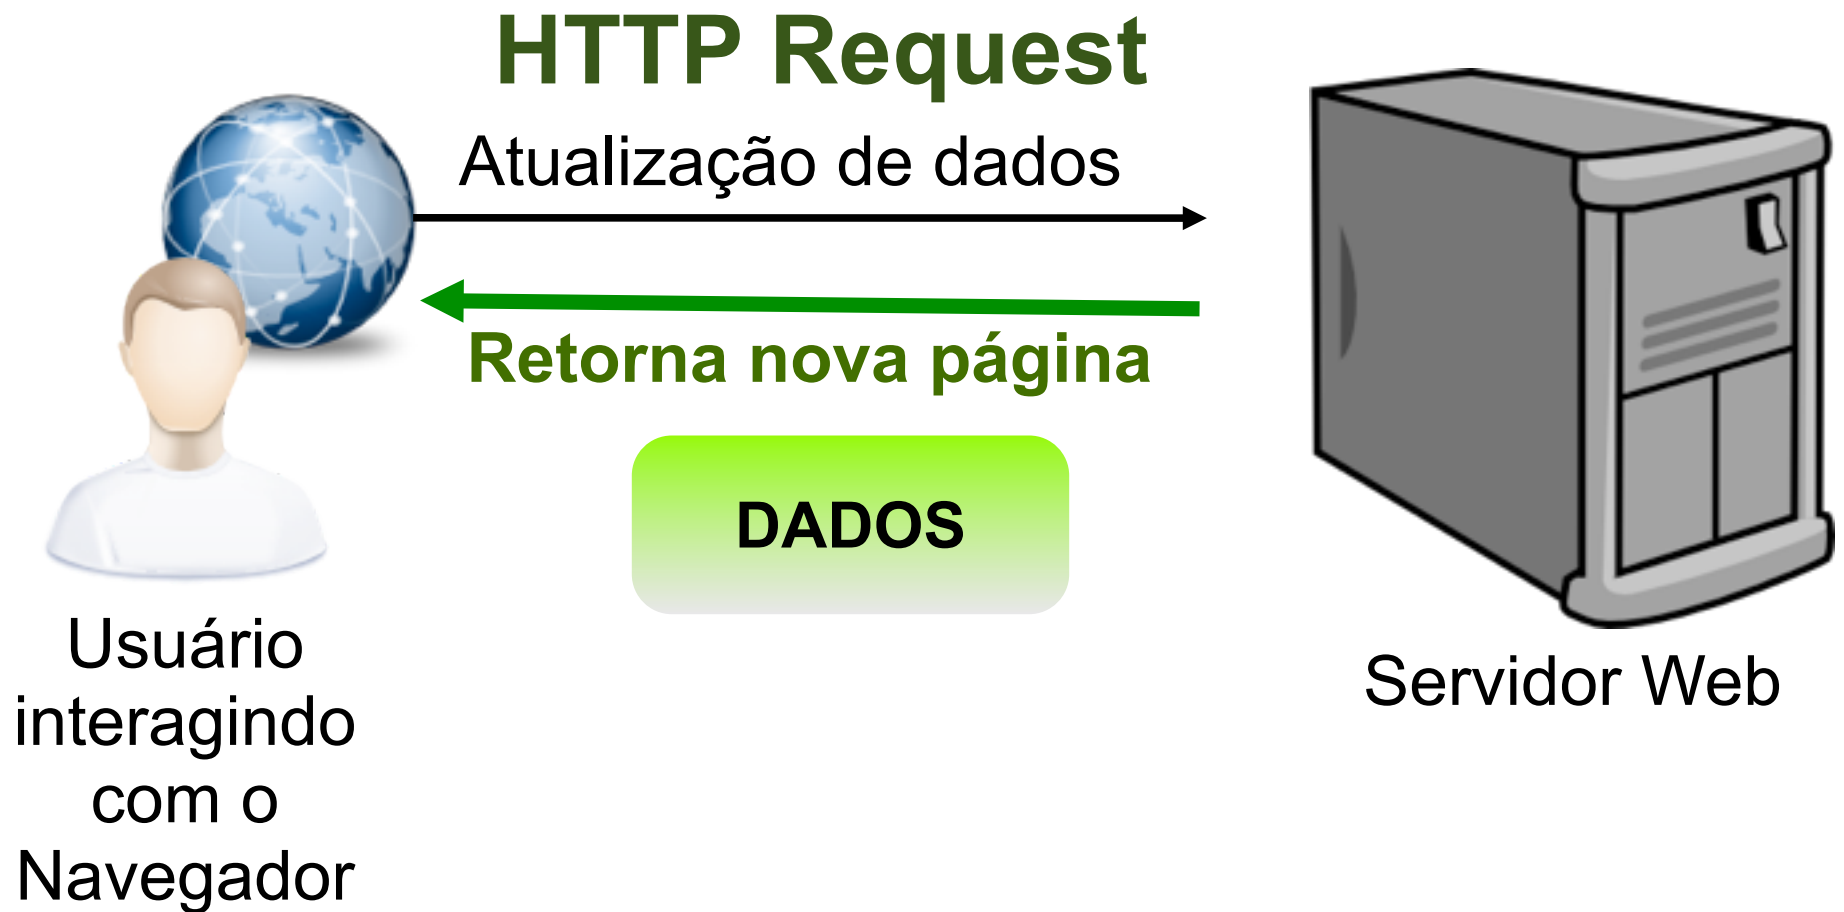 HTTP Request
Atualização de dados
Retorna nova página
DADOS
Usuário
interagindo
com o
Navegador
Servidor Web